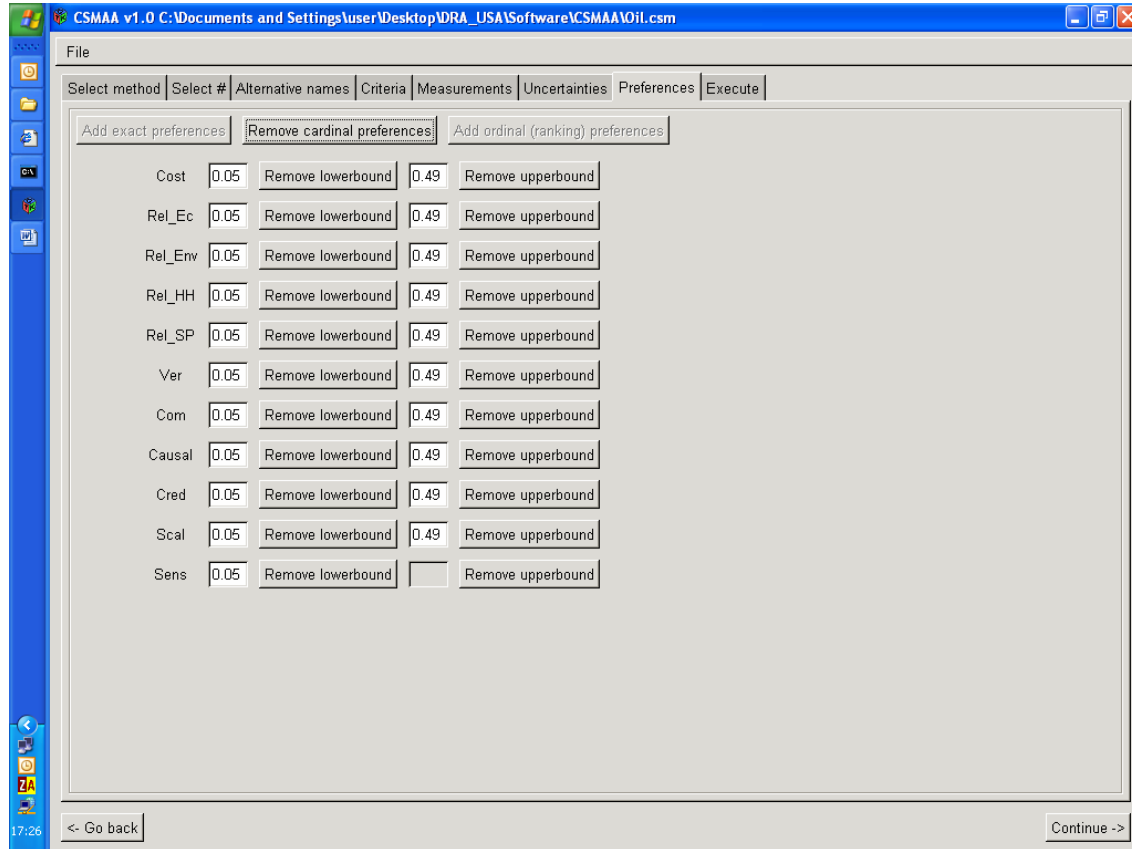 CSMAA v1.0 C:\Documents and Settings\user\Desktop\DRA_USA\Software\CSMAA\Oil.csm
File
Select method Select # Alternative names Criteria Measurements Uncertainties Preferences Execute
Add exact preferences Remove cardinal preferences Add ordinal (ranking) preferences
Cost 0.05 Remove lowerbound 0.49 Remove upperbound
Rel_Ec 0.05 Remove lowerbound 0.49 Remove upperbound
Rel_Env 0.05 Remove lowerbound 0.49 Remove upperbound
Rel_HH 0.05 Remove lowerbound 0.49 Remove upperbound
Rel_SP 0.05 Remove lowerbound 0.49 Remove upperbound
Ver 0.05 Remove lowerbound 0.49 Remove upperbound
Com 0.05 Remove lowerbound 0.49 Remove upperbound
Causal 0.05 Remove lowerbound 0.49 Remove upperbound
Cred 0.05 Remove lowerbound 0.49 Remove upperbound
Scal 0.05 Remove lowerbound 0.49 Remove upperbound
Sens 0.05 Remove lowerbound Remove upperbound
ZA
17:26 <- Go back Continue ->